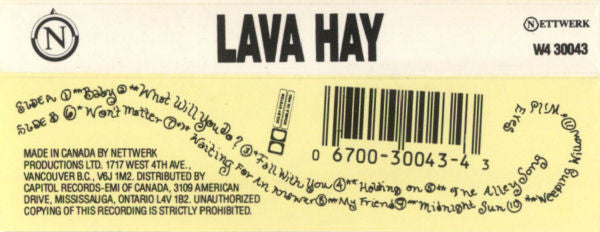 N
LAVA HAY
NETTWERK
W4 30043
SIDE A ① **Baby ② **What Will You Do? ③ *Fall With You ④ **Holding on ⑤ **The Alley Song
SIDE B ⑥ *Won't Matter ⑦ **Waiting For An Answer ⑧ **My Friend ⑨ *Midnight Sun ⑩ **Weeping ⑪ *Wild Eyes
0 6700-30043-4 3
MADE IN CANADA BY NETTWERK
PRODUCTIONS LTD. 1717 WEST 4TH AVE.,
VANCOUVER B.C., V6J 1M2. DISTRIBUTED BY
CAPITOL RECORDS-EMI OF CANADA, 3109 AMERICAN
DRIVE, MISSISSAUGA, ONTARIO L4V 1B2. UNAUTHORIZED
COPYING OF THIS RECORDING IS STRICTLY PROHIBITED.